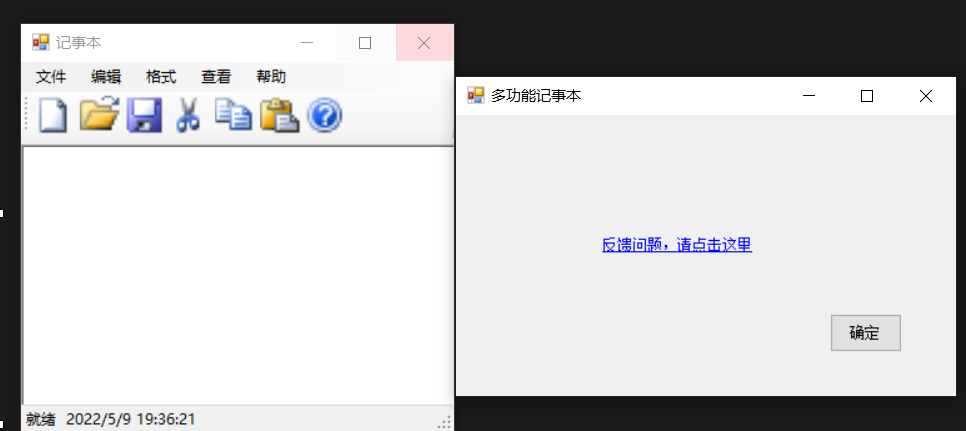 记事本
文件 编辑 格式 查看 帮助
就绪 2022/5/9 19:36:21
多功能记事本
反馈问题，请点击这里
确定